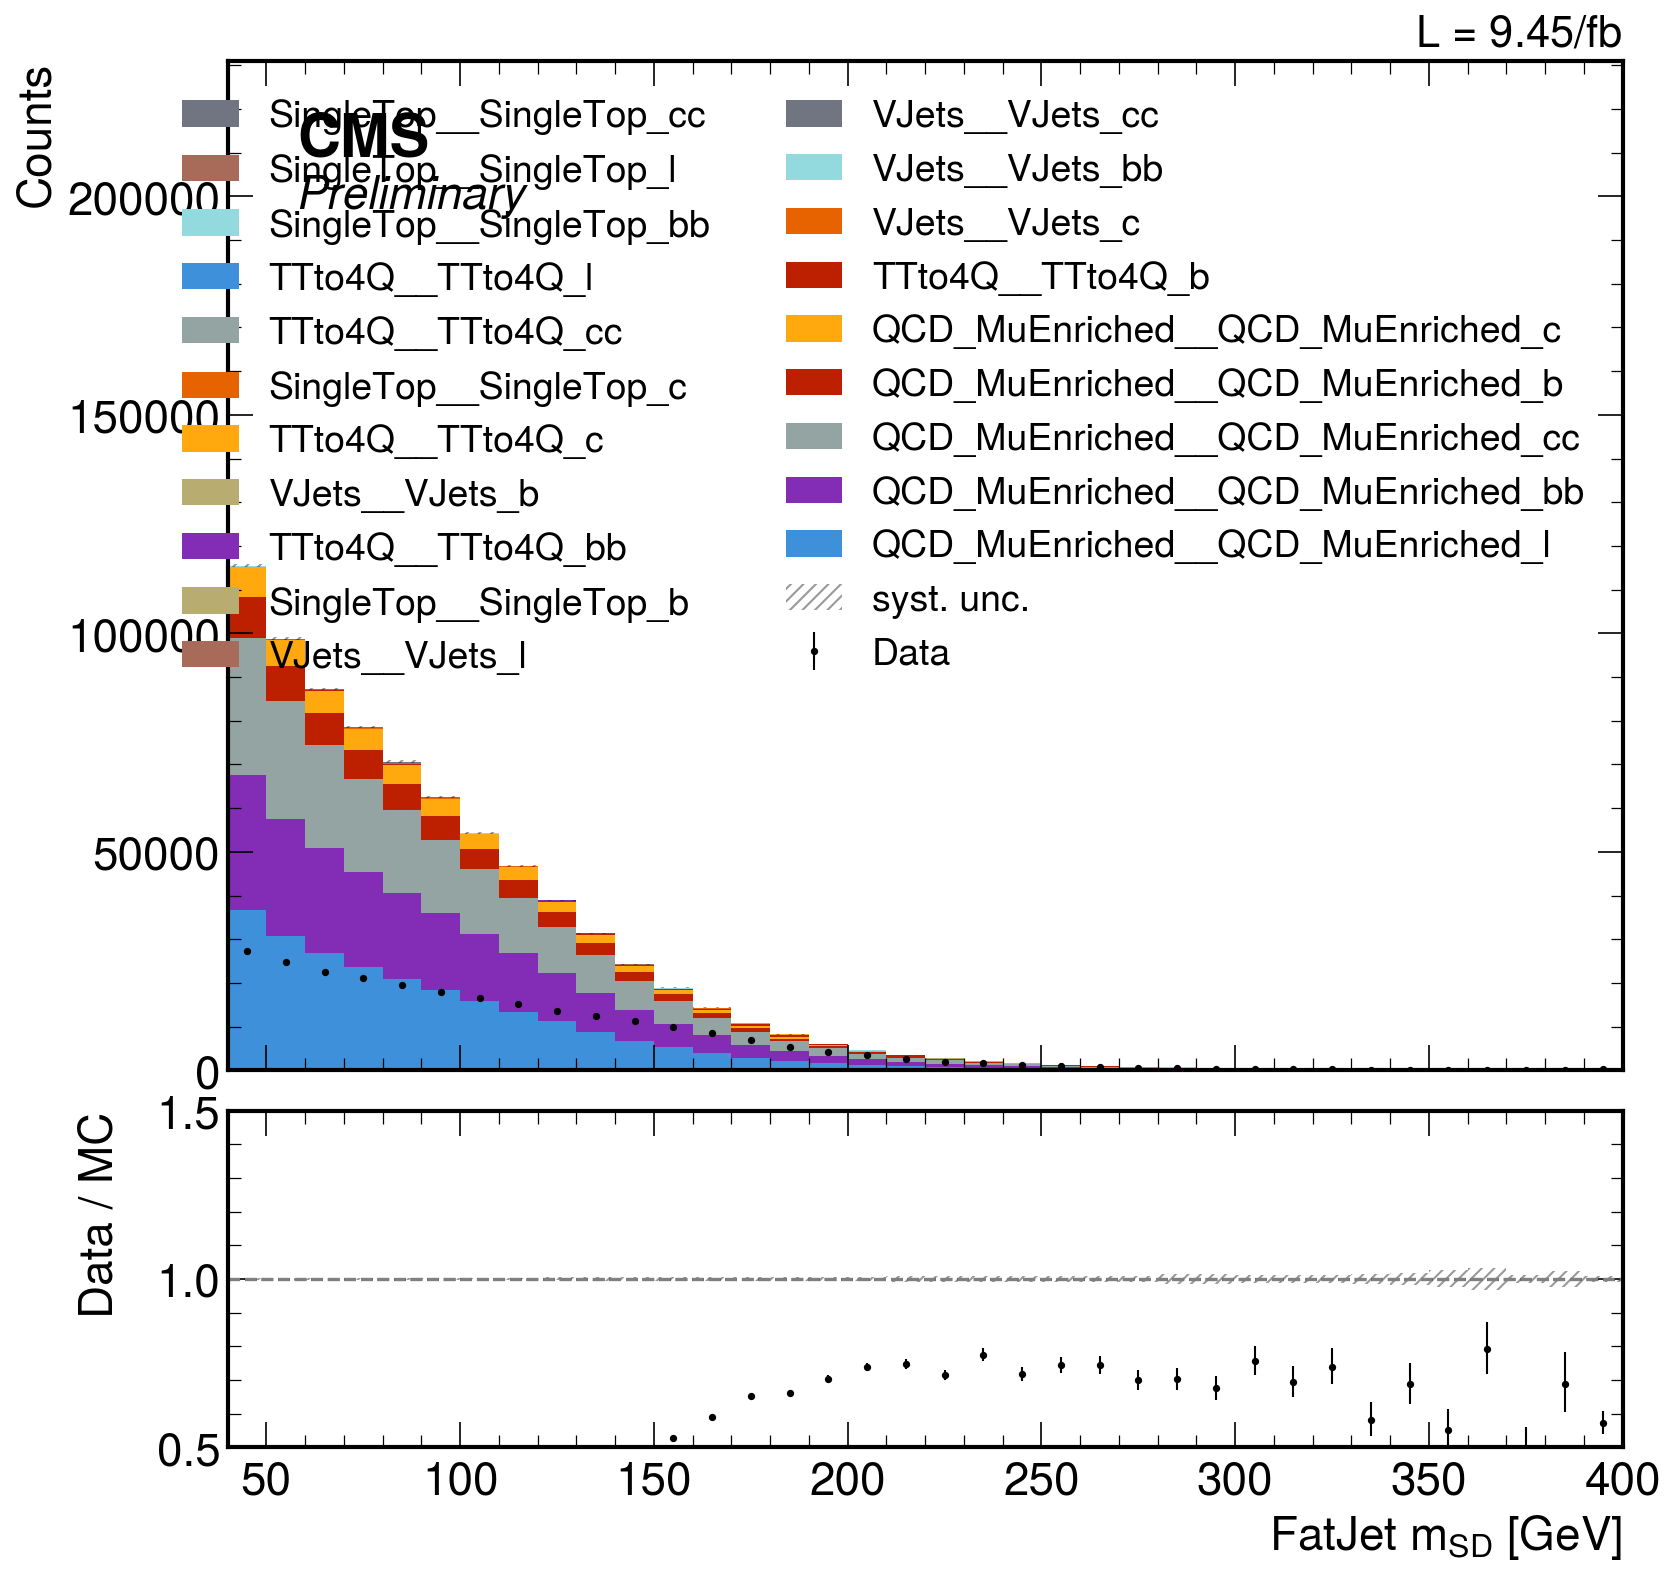 L = 9.45/fb
Counts
CMS
Preliminary
SingleTop__SingleTop_cc
SingleTop__SingleTop_l
SingleTop__SingleTop_bb
TTto4Q__TTto4Q_l
TTto4Q__TTto4Q_cc
SingleTop__SingleTop_c
TTto4Q__TTto4Q_c
VJets__VJets_b
TTto4Q__TTto4Q_bb
SingleTop__SingleTop_b
VJets__VJets_l
VJets__VJets_cc
VJets__VJets_bb
VJets__VJets_c
TTto4Q__TTto4Q_b
QCD_MuEnriched__QCD_MuEnriched_c
QCD_MuEnriched__QCD_MuEnriched_b
QCD_MuEnriched__QCD_MuEnriched_cc
QCD_MuEnriched__QCD_MuEnriched_bb
QCD_MuEnriched__QCD_MuEnriched_l
syst. unc.
Data
200000
150000
100000
50000
0
Data / MC
1.5
1.0
0.5
50 100 150 200 250 300 350 400
FatJet m_SD [GeV]